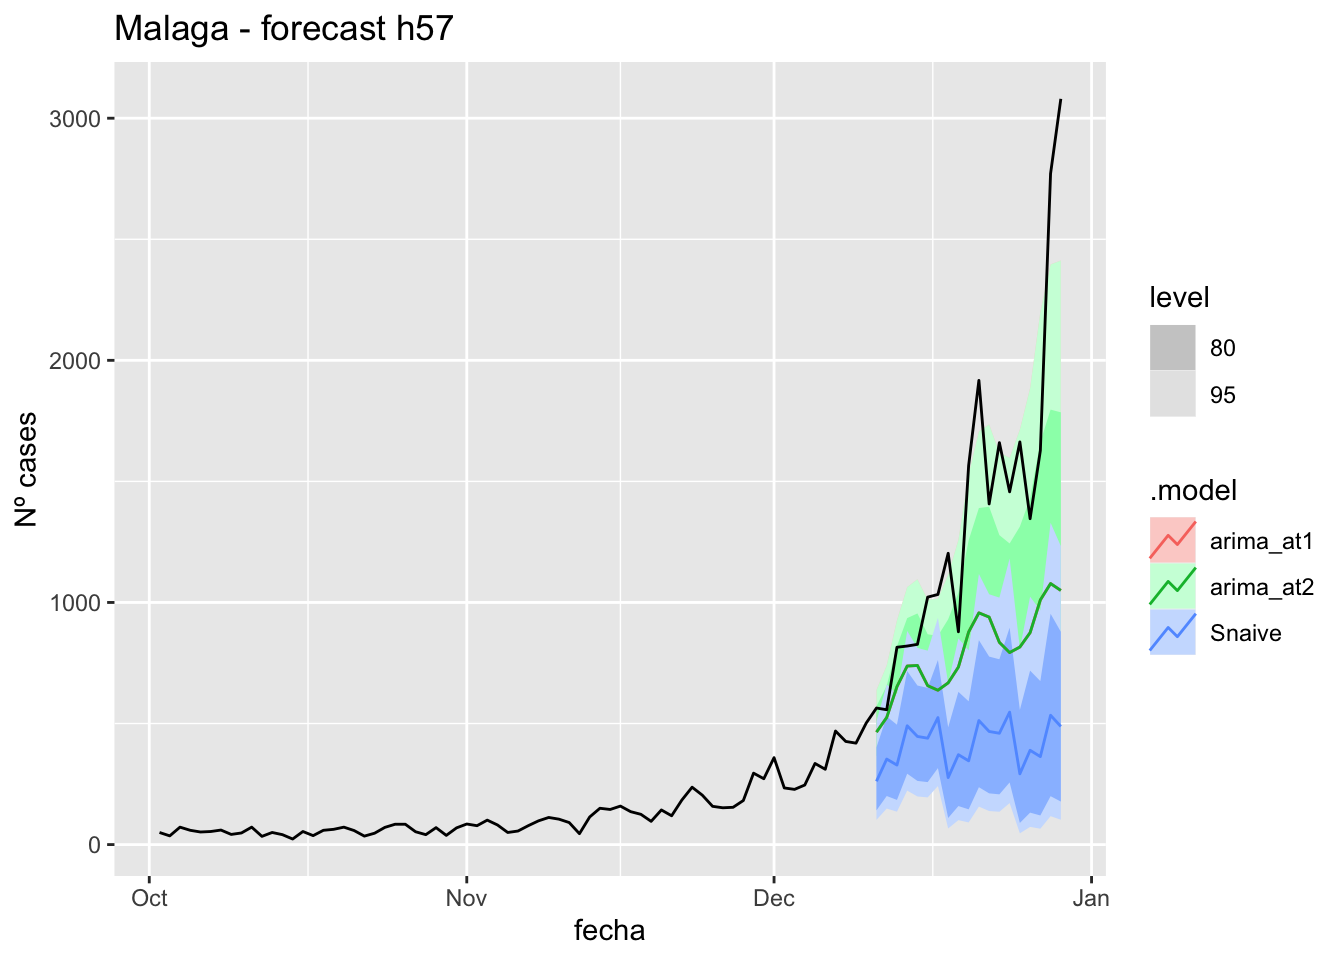 Malaga - forecast h57
3000
2000
1000
0
Nº cases
Oct
Nov
Dec
Jan
fecha
level
80
95
.model
arima_at1
arima_at2
Snaive